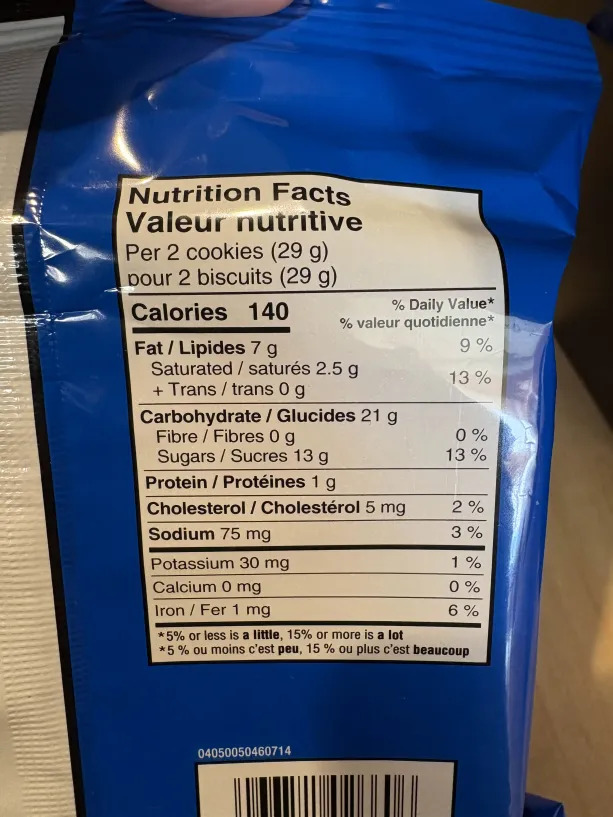 Nutrition Facts
Valeur nutritive
Per 2 cookies (29 g)
pour 2 biscuits (29 g)
Calories 140
% Daily Value*
% valeur quotidienne*
Fat / Lipides 7 g 9 %
Saturated / saturés 2.5 g
+ Trans / trans 0 g 13 %
Carbohydrate / Glucides 21 g
Fibre / Fibres 0 g 0 %
Sugars / Sucres 13 g 13 %
Protein / Protéines 1 g
Cholesterol / Cholestérol 5 mg 2 %
Sodium 75 mg 3 %
Potassium 30 mg 1 %
Calcium 0 mg 0 %
Iron / Fer 1 mg 6 %
*5% or less is a little, 15% or more is a lot
*5 % ou moins c'est peu, 15 % ou plus c'est beaucoup
04050050460714